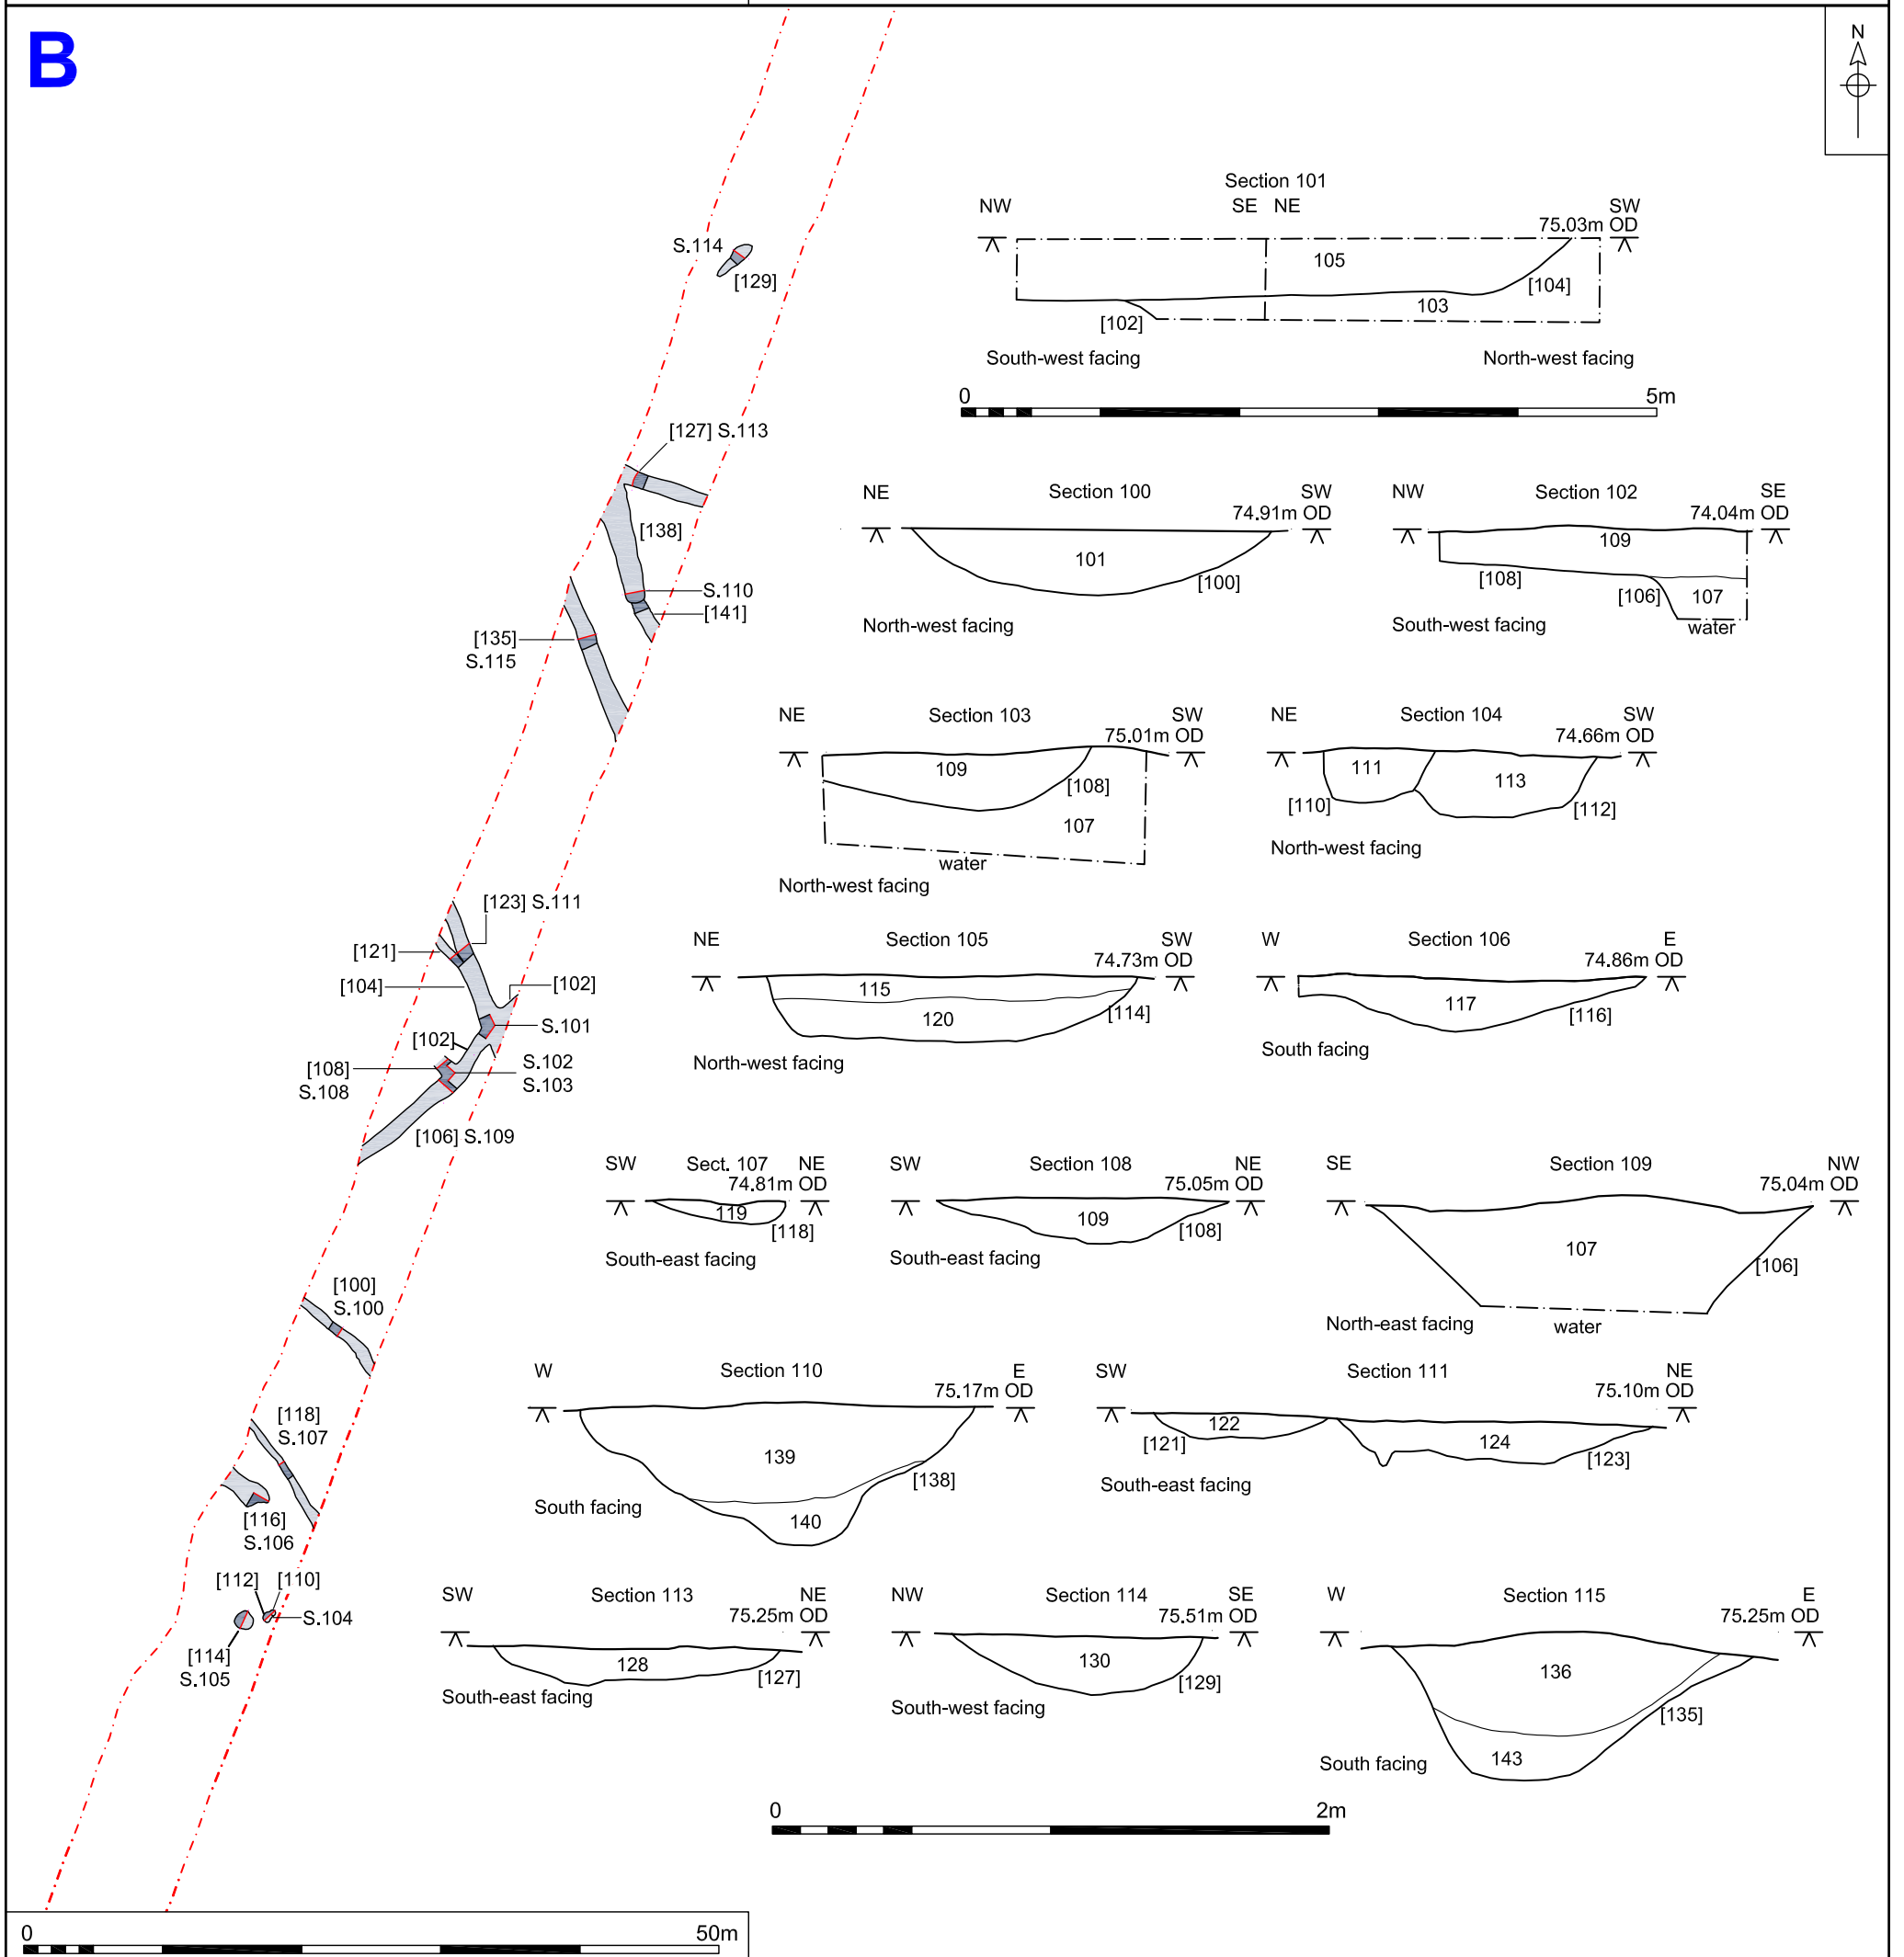 B
N
S.114
[129]
[127] S.113
[138]
S.110
[141]
[135]
S.115
[123] S.111
[121]
[104]
[102]
S.101
[102]
S.102
[108]
S.103
S.108
[106] S.109
[100]
S.100
[118]
S.107
[116]
S.106
[112] [110]
S.104
[114]
S.105
0 50m
Section 101
NW SE NE SW
75.03m OD
105
[104]
103
[102]
South-west facing North-west facing
0 5m
NE Section 100 SW
74.91m OD
101
[100]
North-west facing
NW Section 102 SE
74.04m OD
109
[108]
[106] 107
South-west facing water
NE Section 103 SW
75.01m OD
109
[108]
107
water
North-west facing
NE Section 104 SW
74.66m OD
111 113
[110] [112]
North-west facing
NE Section 105 SW
74.73m OD
115
120 [114]
North-west facing
W Section 106 E
74.86m OD
117
[116]
South facing
SW Sect. 107 NE
74.81m OD
119
[118]
South-east facing
SW Section 108 NE
75.05m OD
109
[108]
South-east facing
SE Section 109 NW
75.04m OD
107
[106]
North-east facing water
W Section 110 E
75.17m OD
139
[138]
South facing
140
SW Section 111 NE
75.10m OD
122
[121] 124
[123]
South-east facing
SW Section 113 NE
75.25m OD
128
[127]
South-east facing
NW Section 114 SE
75.51m OD
130
[129]
South-west facing
W Section 115 E
75.25m OD
136
[135]
143
South facing
0 2m